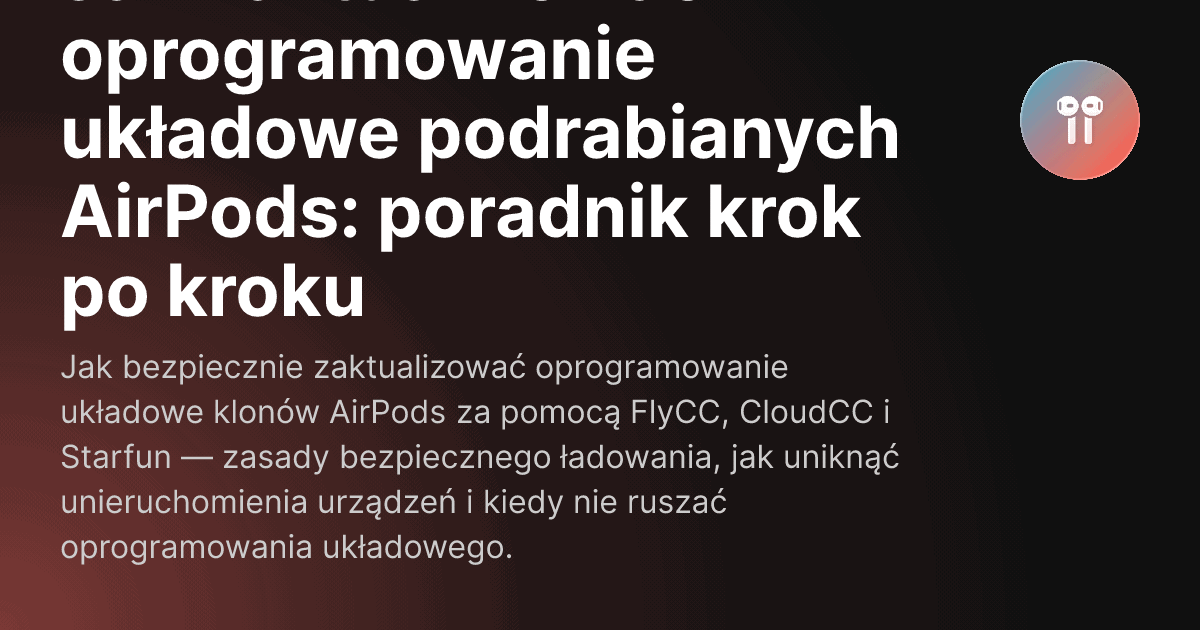 oprogramowanie
układowe podrabianych
AirPods: poradnik krok
po kroku
Jak bezpiecznie zaktualizować oprogramowanie
układowe klonów AirPods za pomocą FlyCC, CloudCC i
Starfun — zasady bezpiecznego ładowania, jak uniknąć
unieruchomienia urządzeń i kiedy nie ruszać
oprogramowania układowego.